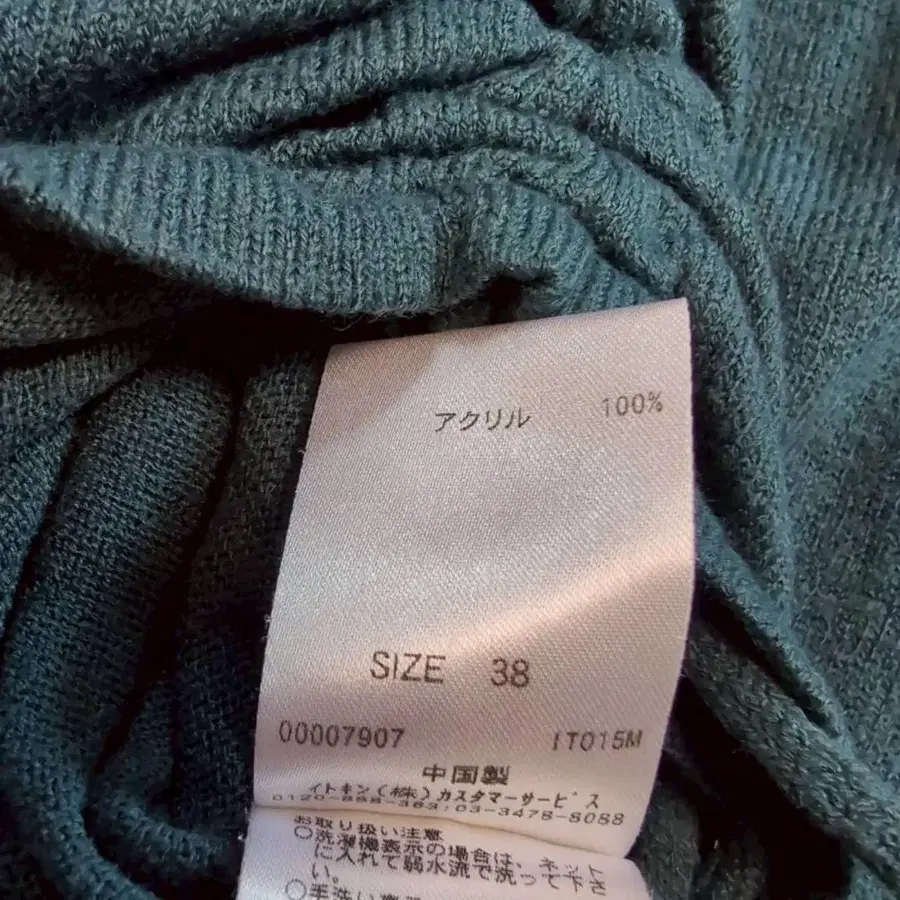 アクリル 100%
SIZE 38
00007907 IT015M
中国製
イトキン(株)カスタマーサービス
0120-888-363:03-3478-8088
お取り扱い注意
○洗濯機表示の場合は、ネット
に入れて弱水流で洗って下さ
い。
○手洗い